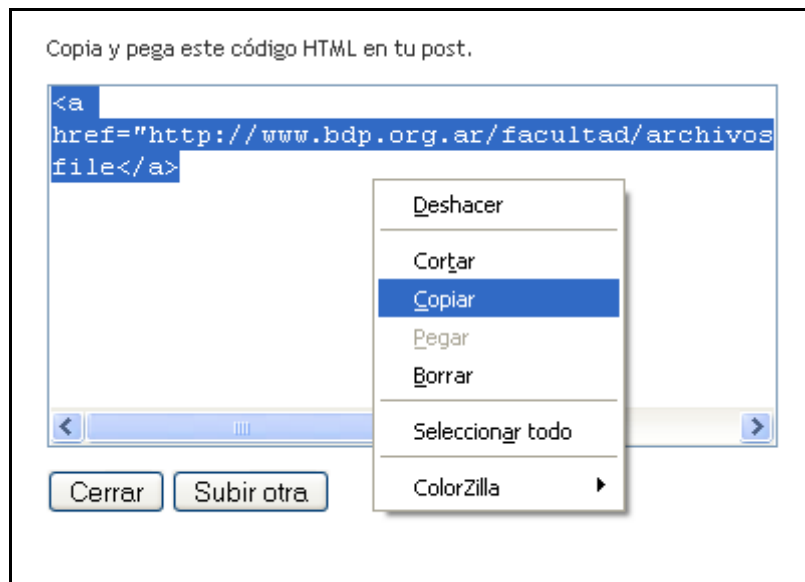 Copia y pega este código HTML en tu post.
<a
href="http://www.bdp.org.ar/facultad/archivos
file</a>
Deshacer
Cortar
Copiar
Pegar
Borrar
Seleccionar todo
ColorZilla
Cerrar
Subir otra